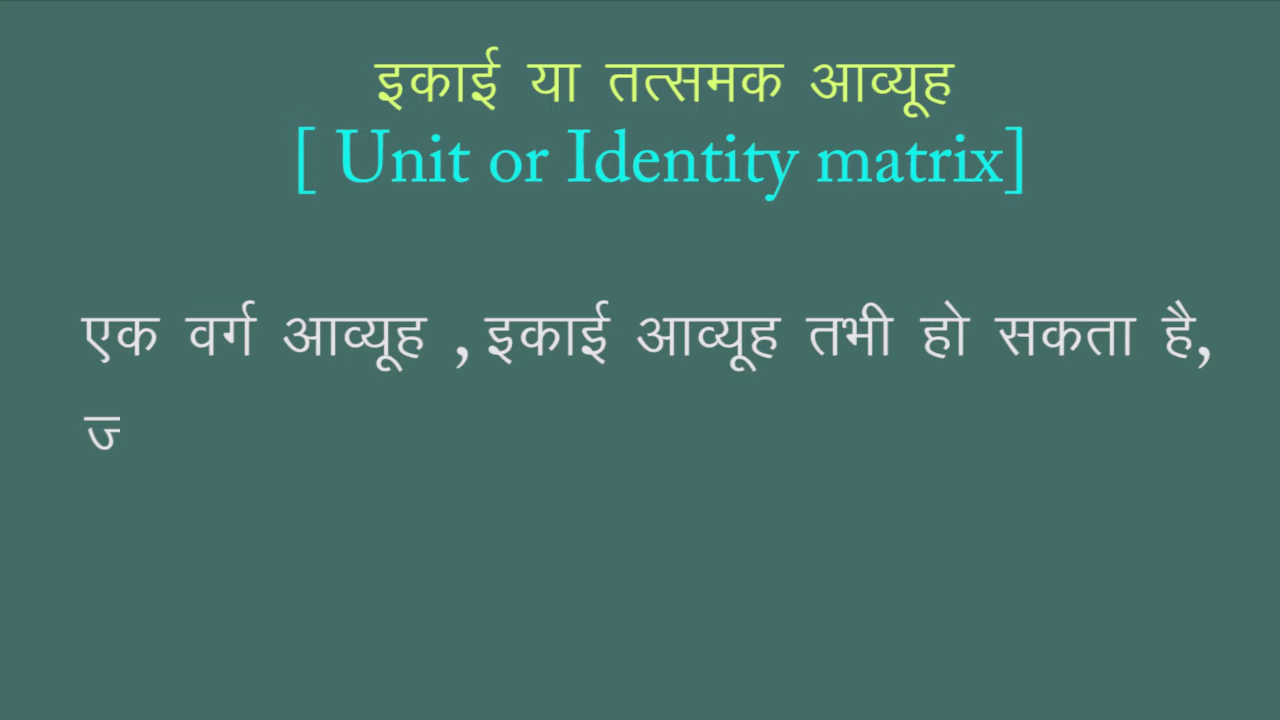 इकाई या तत्समक आव्यूह
[ Unit or Identity matrix]
एक वर्ग आव्यूह , इकाई आव्यूह तभी हो सकता है,